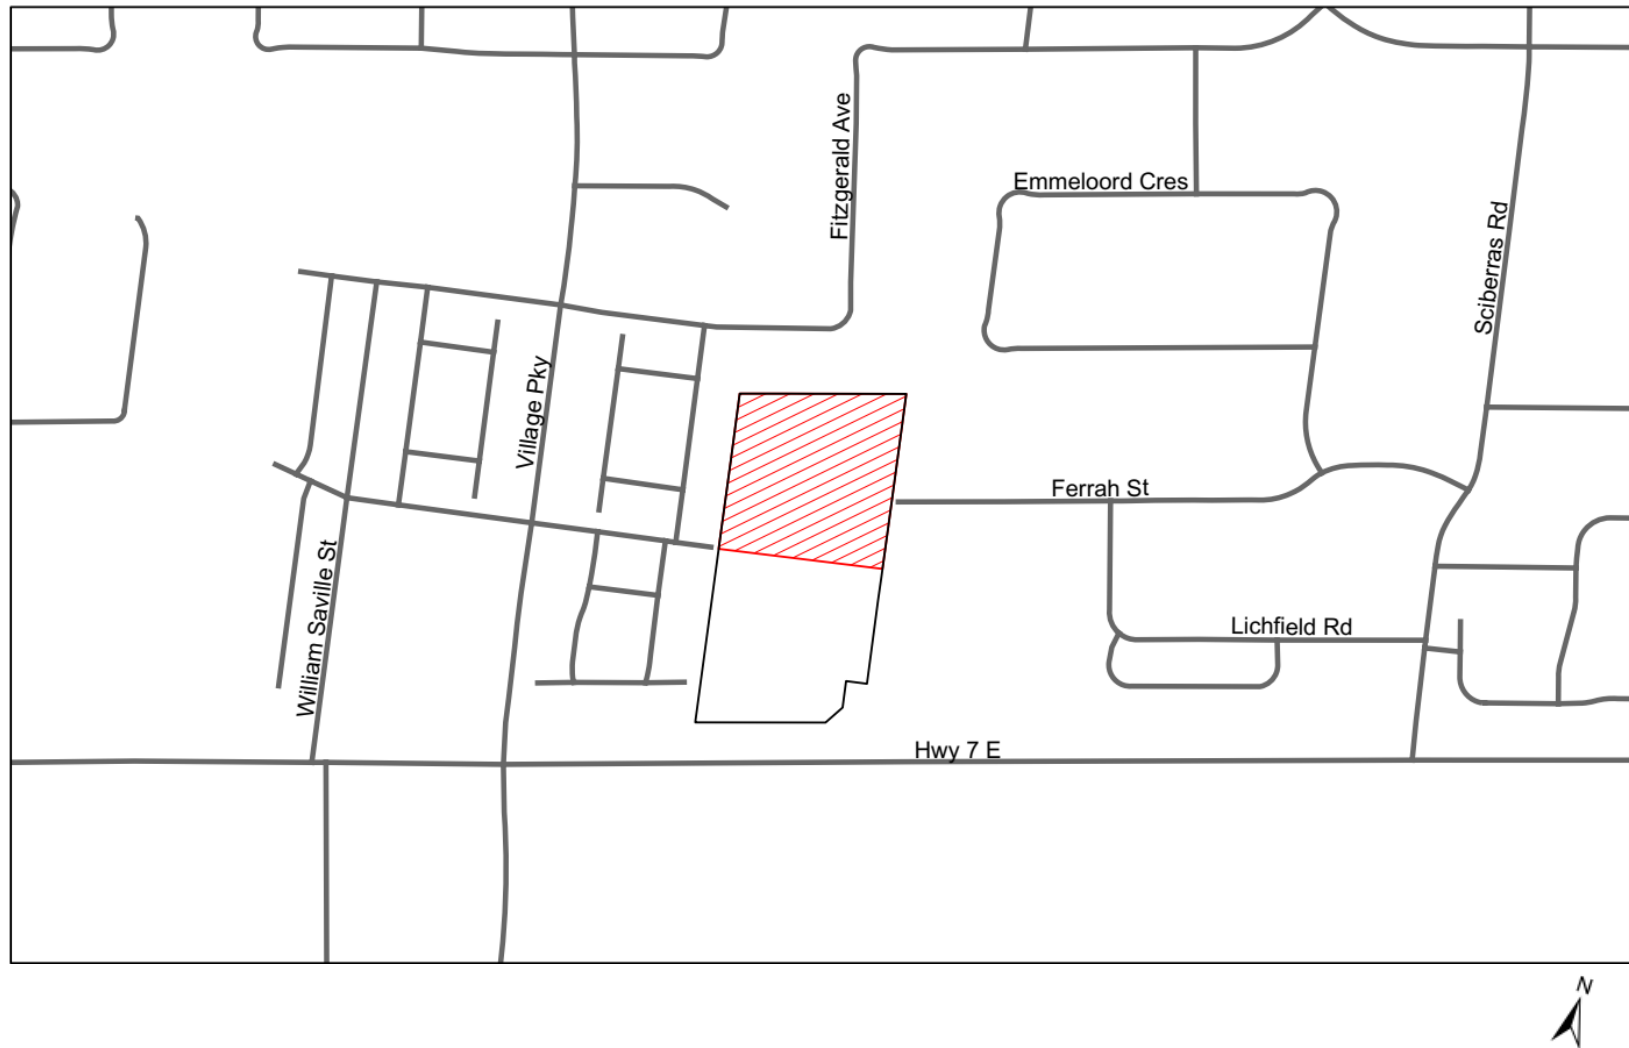 Fitzgerald Ave
Emmeloord Cres
Sciberras Rd
Village Pky
Ferrah St
William Saville St
Lichfield Rd
Hwy 7 E
N